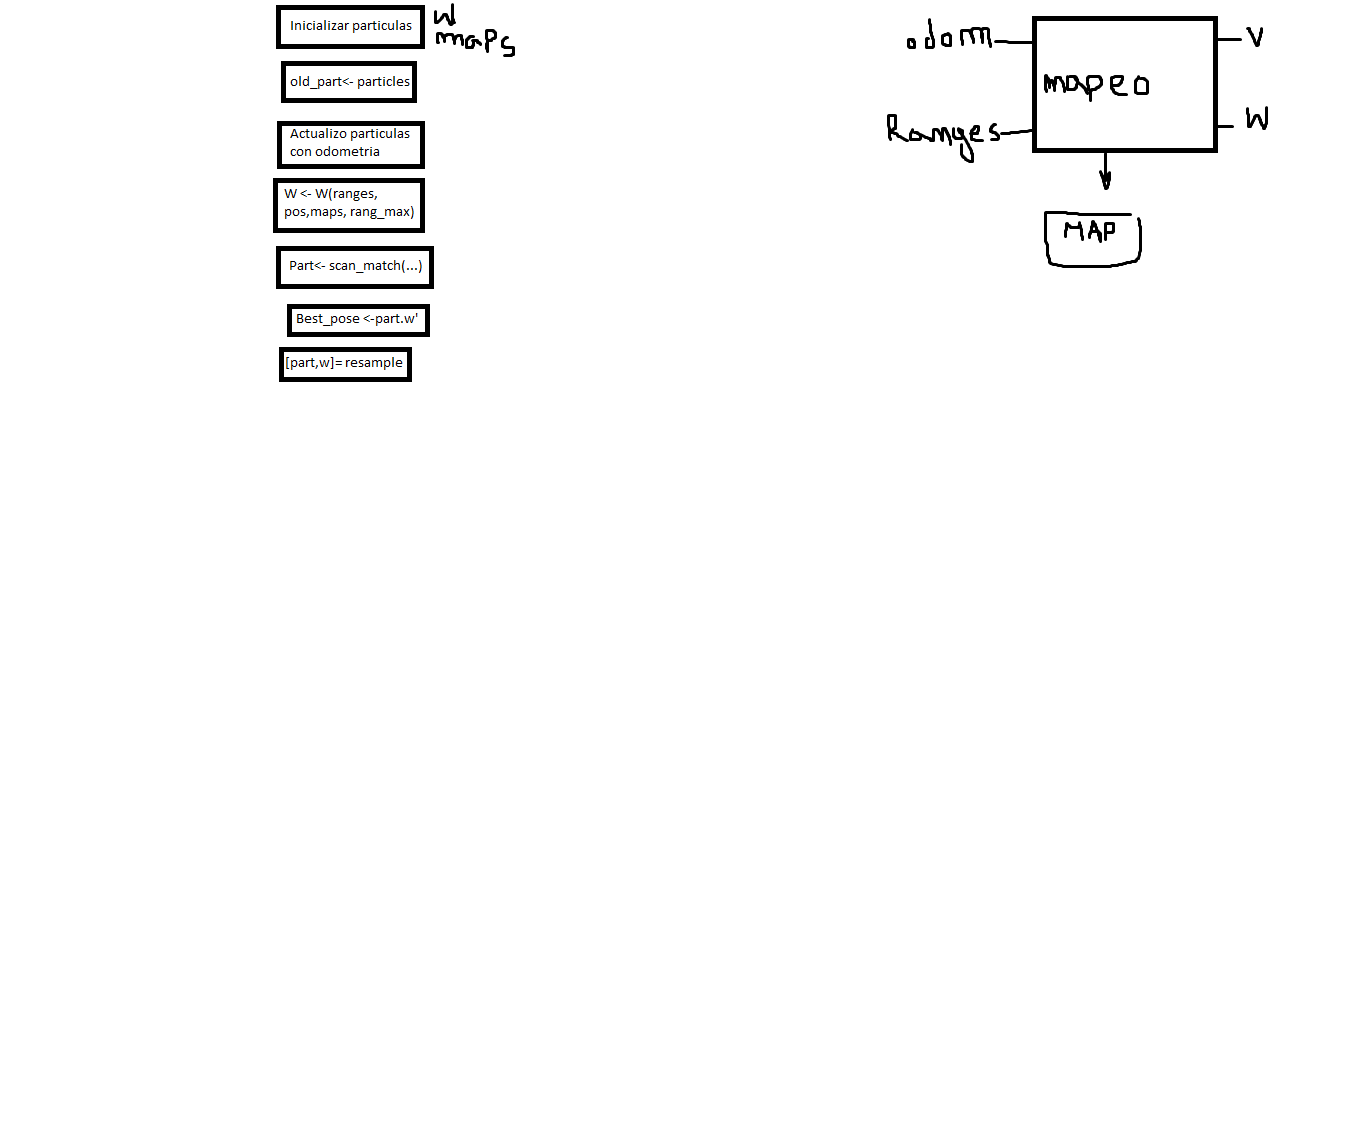 Inicializar particulas
W
maps
old_part<- particles
Actualizo particulas
con odometria
W <- W(ranges,
pos,maps, rang_max)
Part<- scan_match(...)
Best_pose <-part.w'
[part,w]= resample
odom
Ranges
mapeo
V
W
MAP